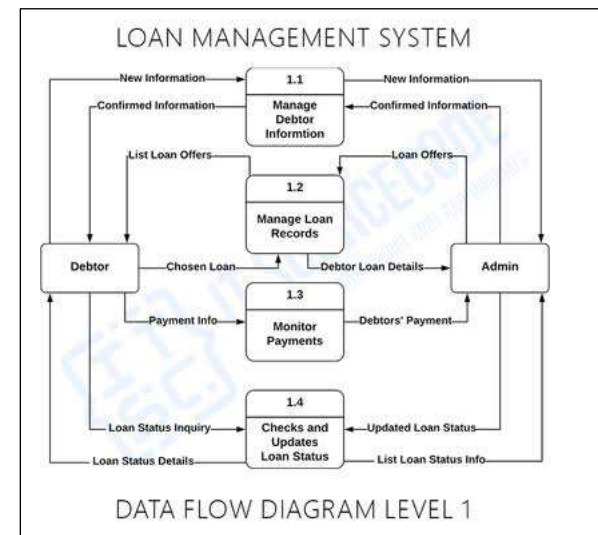 LOAN MANAGEMENT SYSTEM
New Information
1.1
New Information
Confirmed Information
Manage
Debtor
Informtion
Confirmed Information
List Loan Offers
Loan Offers
1.2
Manage Loan
Records
Debtor
Chosen Loan
Debtor Loan Details
Admin
1.3
Payment Info
Monitor
Payments
Debtors' Payment
1.4
Loan Status Inquiry
Checks and
Updates
Loan Status
Updated Loan Status
Loan Status Details
List Loan Status Info
DATA FLOW DIAGRAM LEVEL 1